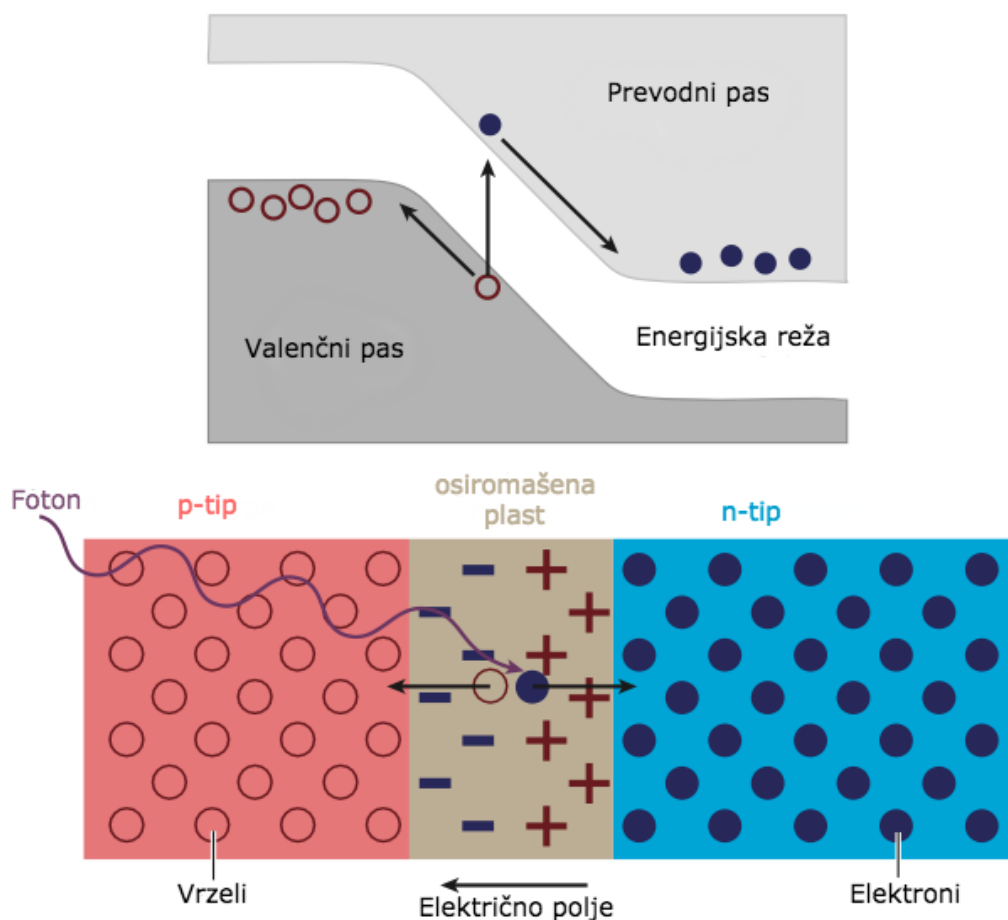 Prevodni pas
Valenčni pas
Energijska reža
Foton
p-tip
osiromašena
plast
n-tip
Vrzeli
Električno polje
Elektroni